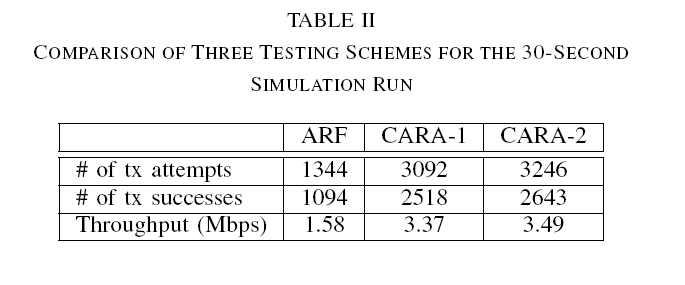 TABLE II
COMPARISON OF THREE TESTING SCHEMES FOR THE 30-SECOND
SIMULATION RUN
ARF CARA-1 CARA-2
# of tx attempts 1344 3092 3246
# of tx successes 1094 2518 2643
Throughput (Mbps) 1.58 3.37 3.49